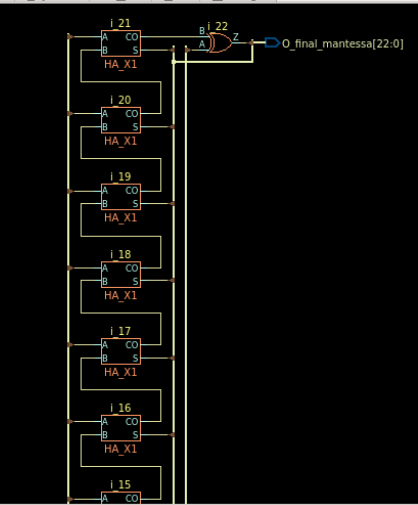 i_21
i_22
A CO
B S
HA_X1
B
A
Z
O_final_mantessa[22:0]
i_20
A CO
B S
HA_X1
i_19
A CO
B S
HA_X1
i_18
A CO
B S
HA_X1
i_17
A CO
B S
HA_X1
i_16
A CO
B S
HA_X1
i_15
A CO